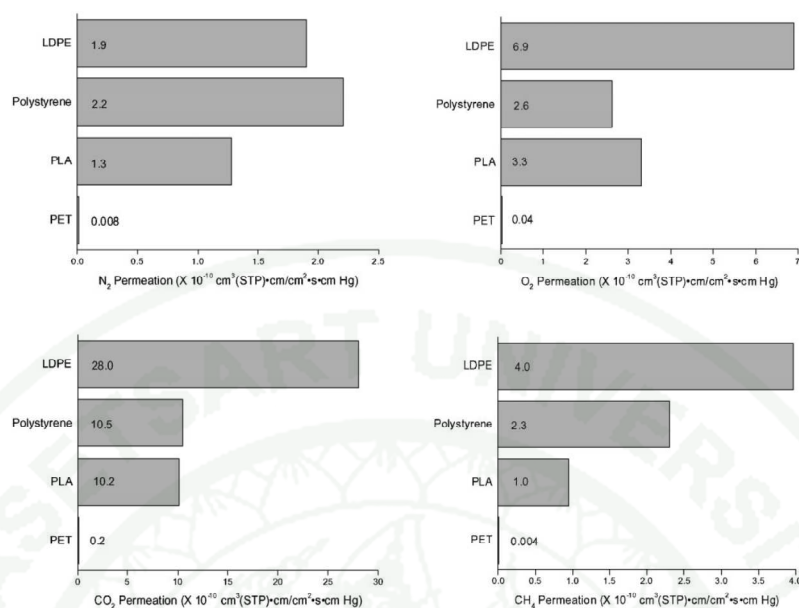 LDPE 1.9
Polystyrene 2.2
PLA 1.3
PET 0.008
0.0 0.5 1.0 1.5 2.0 2.5
N₂ Permeation (X 10⁻¹⁰ cm³(STP)•cm/cm²•s•cm Hg)
LDPE 6.9
Polystyrene 2.6
PLA 3.3
PET 0.04
0 1 2 3 4 5 6 7
O₂ Permeation (X 10⁻¹⁰ cm³(STP)•cm/cm²•s•cm Hg)
LDPE 28.0
Polystyrene 10.5
PLA 10.2
PET 0.2
0 5 10 15 20 25 30
CO₂ Permeation (X 10⁻¹⁰ cm³(STP)•cm/cm²•s•cm Hg)
LDPE 4.0
Polystyrene 2.3
PLA 1.0
PET 0.004
0.0 0.5 1.0 1.5 2.0 2.5 3.0 3.5 4.0
CH₄ Permeation (X 10⁻¹⁰ cm³(STP)•cm/cm²•s•cm Hg)
SETSART UNIVERSI